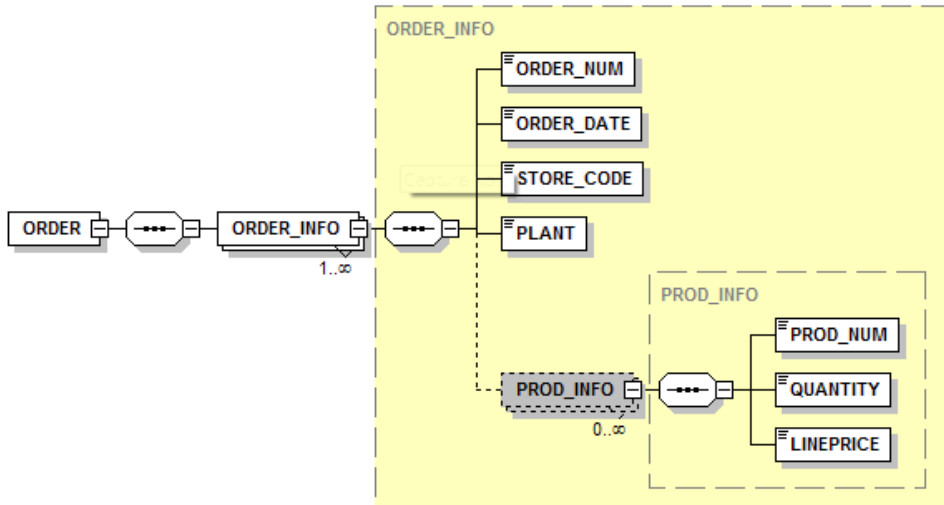 ORDER_INFO
ORDER_NUM
ORDER_DATE
STORE_CODE
PLANT
ORDER
ORDER_INFO
1..∞
PROD_INFO
PROD_NUM
PROD_INFO
QUANTITY
0..∞
LINEPRICE